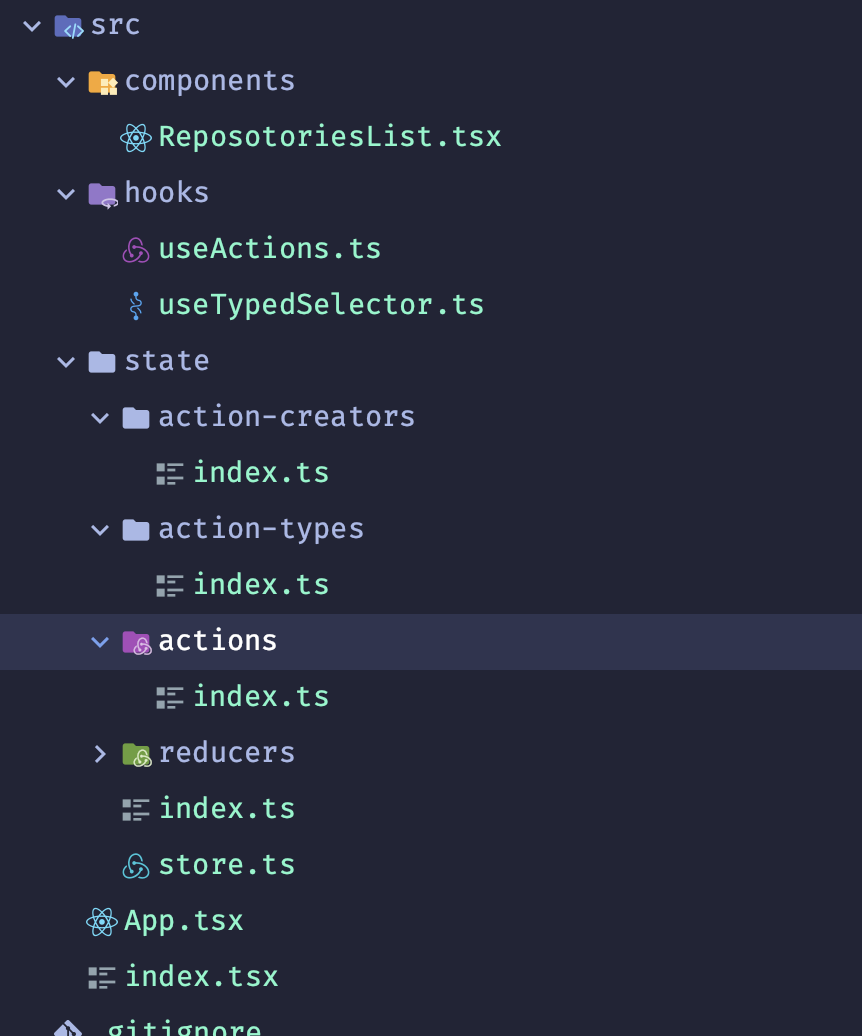 src
components
ReposotoriesList.tsx
hooks
useActions.ts
useTypedSelector.ts
state
action-creators
index.ts
action-types
index.ts
actions
index.ts
reducers
index.ts
store.ts
App.tsx
index.tsx
.gitignore